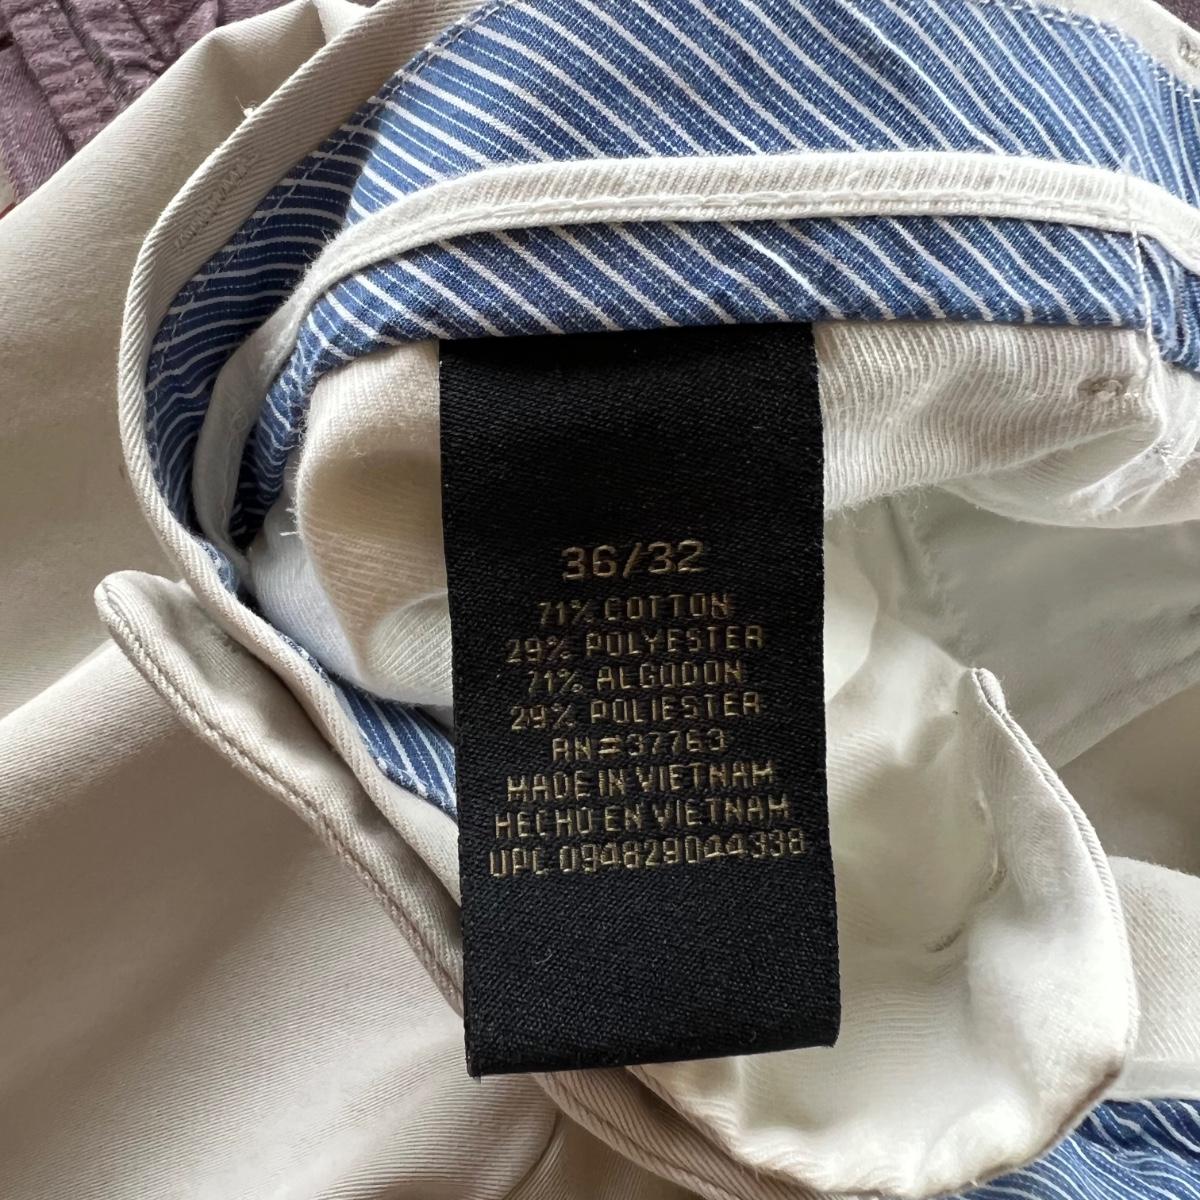 36/32
71% COTTON
29% POLYESTER
71% ALGODON
29% POLIESTER
RN=37763
MADE IN VIETNAM
HECHO EN VIETNAM
UPC 094829044338